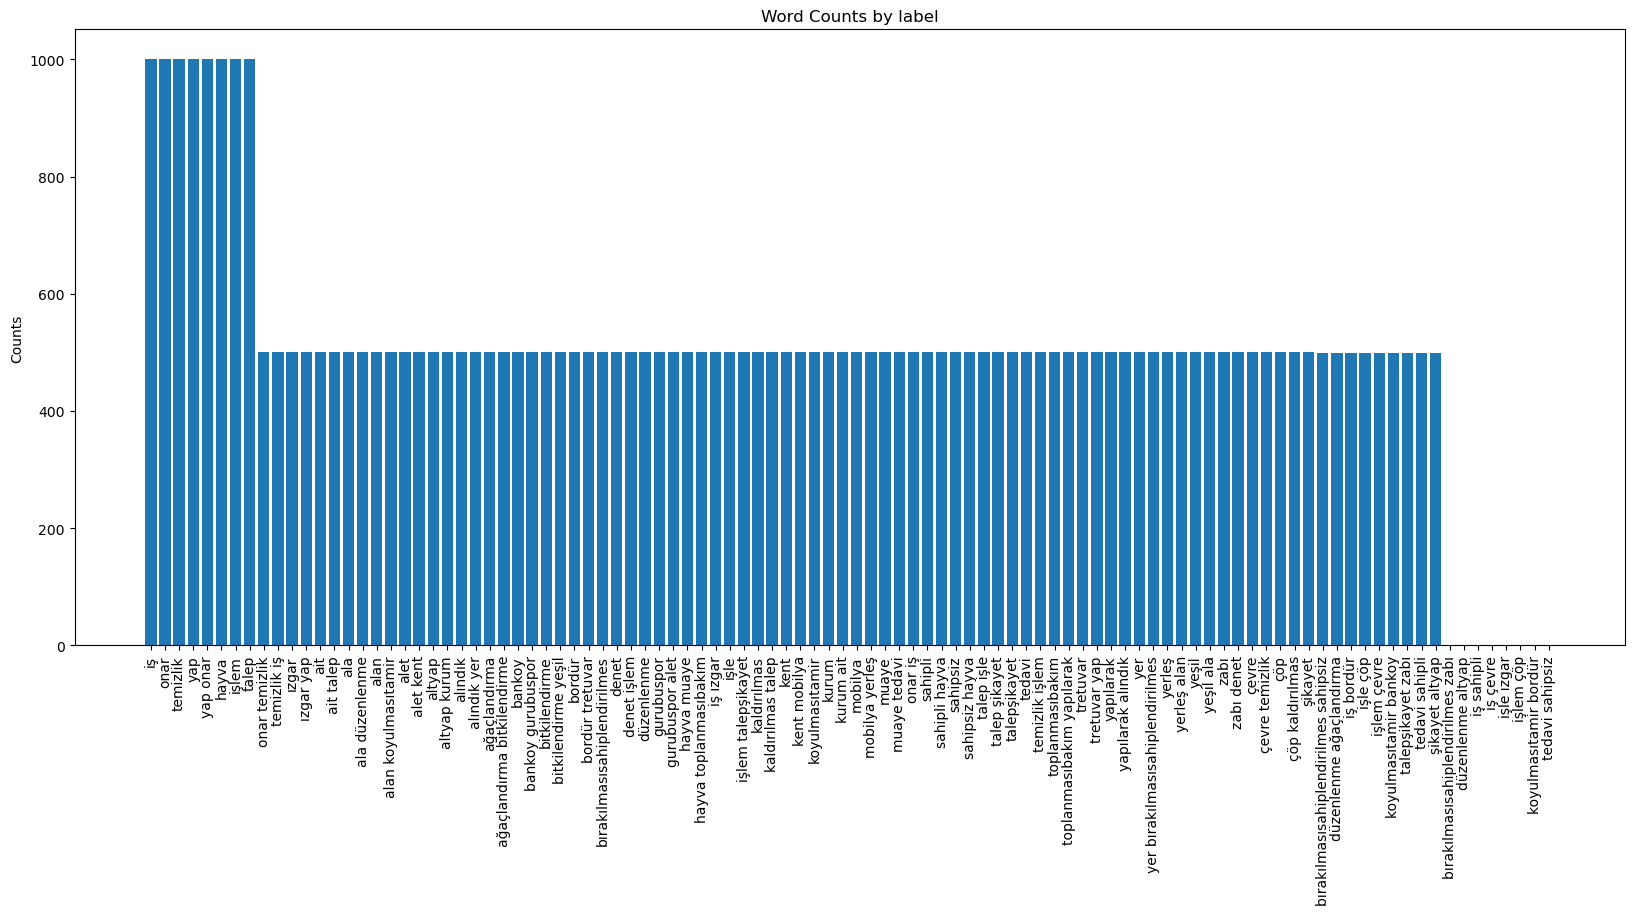 Word Counts by label
Counts
1000
800
600
400
200
0
iş
onar
temizlik
yap
yap onar
hayva
işlem
talep
onar temizlik
temizlik iş
ızgar
ızgar yap
ait
ait talep
ala
ala düzenlenme
alan
alan koyulmasıtamir
alet
alet kent
altyap
altyap kurum
alındık
alındık yer
ağaçlandırma
ağaçlandırma bitkilendirme
bankoy
bankoy gurubuspor
bitkilendirme
bitkilendirme yeşil
bordür
bordür tretuvar
bırakılmasısahiplendirilmes
denet
denet işlem
düzenlenme
gurubuspor
gurubuspor alet
hayva muaye
hayva toplanmasıbakım
iş ızgar
işle
işlem talepşikayet
kaldırılmas
kaldırılmas talep
kent
kent mobilya
koyulmasıtamir
kurum
kurum ait
mobilya
mobilya yerleş
muaye
muaye tedavi
onar iş
sahipli
sahipli hayva
sahipsiz
sahipsiz hayva
talep işle
talep şikayet
talepşikayet
tedavi
temizlik işlem
toplanmasıbakım
toplanmasıbakım yapılarak
tretuvar
tretuvar yap
yapılarak
yapılarak alındık
yer
yer bırakılmasısahiplendirilmes
yerleş
yerleş alan
yeşil
yeşil ala
zabı
zabı denet
çevre
çevre temizlik
çöp
çöp kaldırılmas
şikayet
bırakılmasısahiplendirilmes sahipsiz
düzenlenme ağaçlandırma
iş bordür
işle çöp
işlem çevre
koyulmasıtamir bankoy
talepşikayet zabı
tedavi sahipli
şikayet altyap
bırakılmasısahiplendirilmes zabı
düzenlenme altyap
iş sahipli
iş çevre
işle ızgar
işlem çöp
koyulmasıtamir bordür
tedavi sahipsiz